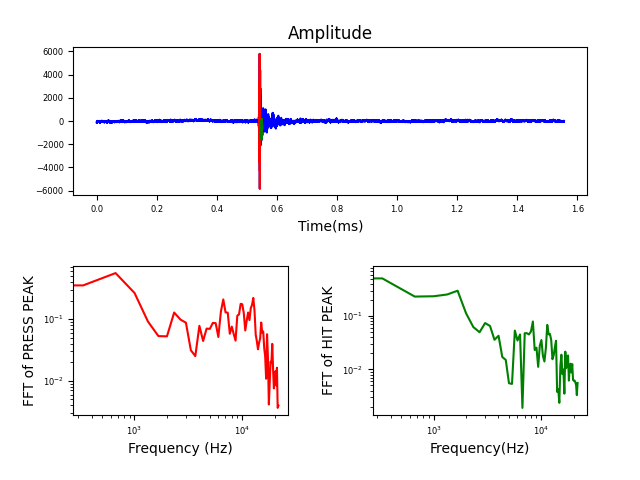 Amplitude
6000
4000
2000
0
−2000
−4000
−6000
0.0 0.2 0.4 0.6 0.8 1.0 1.2 1.4 1.6
Time(ms)
FFT of PRESS PEAK
10⁻¹
10⁻²
10³ 10⁴
Frequency (Hz)
FFT of HIT PEAK
10⁻¹
10⁻²
10³ 10⁴
Frequency(Hz)